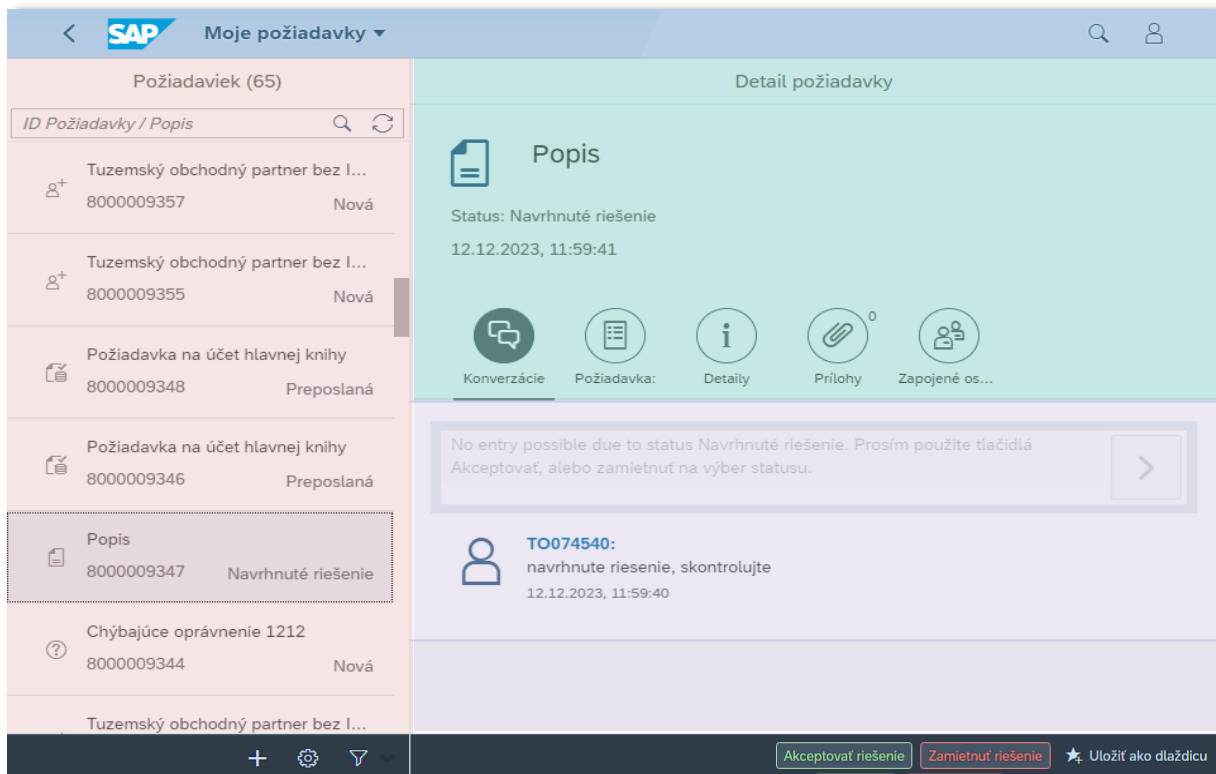 SAP Moje požiadavky
Požiadaviek (65)
ID Požiadavky / Popis
Tuzemský obchodný partner bez I...
8000009357 Nová
Tuzemský obchodný partner bez I...
8000009355 Nová
Požiadavka na účet hlavnej knihy
8000009348 Preposlaná
Požiadavka na účet hlavnej knihy
8000009346 Preposlaná
Popis
8000009347 Navrhnuté riešenie
Chýbajúce oprávnenie 1212
8000009344 Nová
Tuzemský obchodný partner bez I...
Detail požiadavky
Popis
Status: Navrhnuté riešenie
12.12.2023, 11:59:41
0
Konverzácie Požiadavka: Detaily Prílohy Zapojené os...
No entry possible due to status Navrhnuté riešenie. Prosím použite tlačidlá
Akceptovať, alebo zamietnuť na výber statusu.
TO074540:
navrhnute riesenie, skontrolujte
12.12.2023, 11:59:40
Akceptovať riešenie Zamietnuť riešenie Uložiť ako dlaždicu